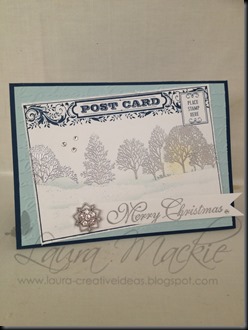 POST CARD
PLACE
STAMP
HERE
Merry Christmas
Laura Mackie
www.laura-creativeideas.blogspot.com